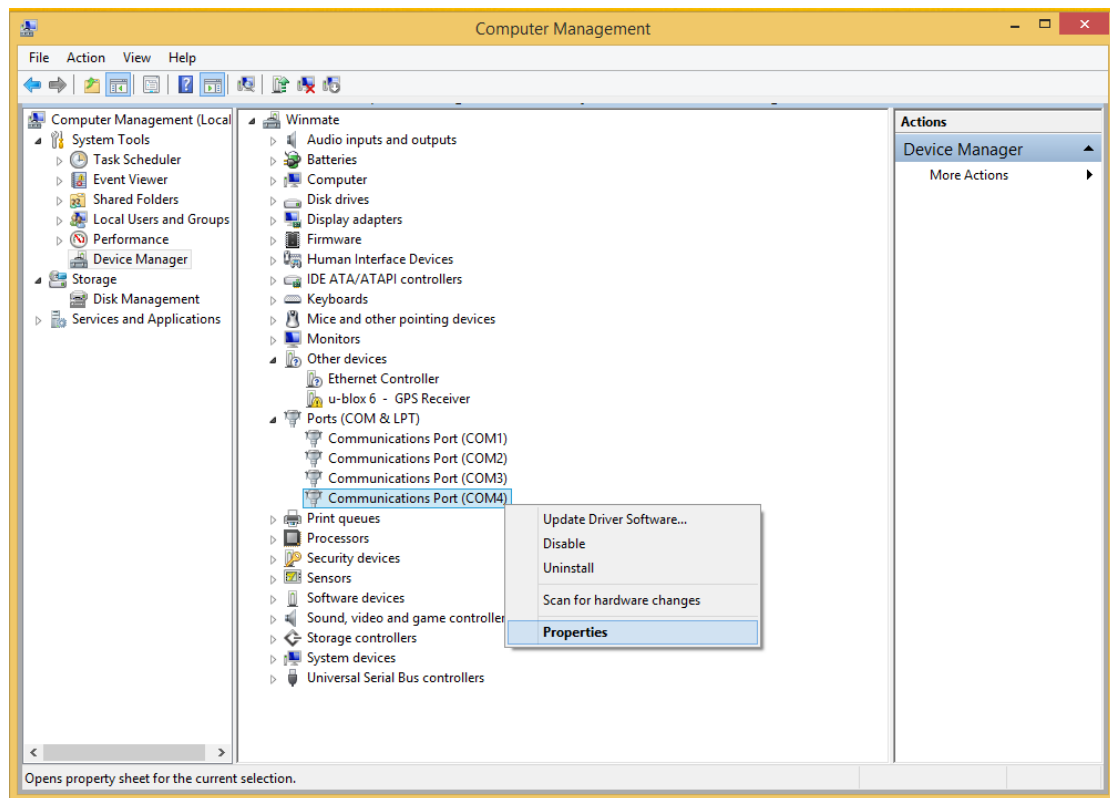 Computer Management
File Action View Help
Computer Management (Local
System Tools
Task Scheduler
Event Viewer
Shared Folders
Local Users and Groups
Performance
Device Manager
Storage
Disk Management
Services and Applications
Winmate
Audio inputs and outputs
Batteries
Computer
Disk drives
Display adapters
Firmware
Human Interface Devices
IDE ATA/ATAPI controllers
Keyboards
Mice and other pointing devices
Monitors
Other devices
Ethernet Controller
u-blox 6 - GPS Receiver
Ports (COM & LPT)
Communications Port (COM1)
Communications Port (COM2)
Communications Port (COM3)
Communications Port (COM4)
Print queues
Processors
Security devices
Sensors
Software devices
Sound, video and game controller
Storage controllers
System devices
Universal Serial Bus controllers
Update Driver Software...
Disable
Uninstall
Scan for hardware changes
Properties
Actions
Device Manager
More Actions
Opens property sheet for the current selection.